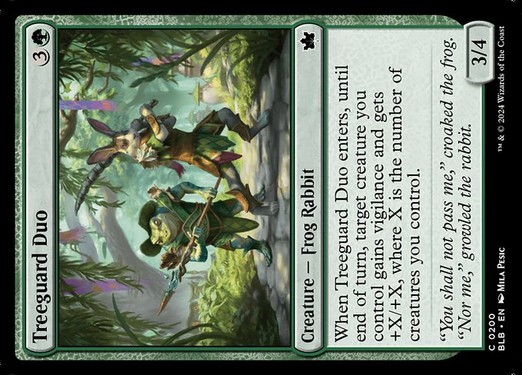 Treeguard Duo
3
Creature — Frog Rabbit
When Treeguard Duo enters, until
end of turn, target creature you
control gains vigilance and gets
+X/+X, where X is the number of
creatures you control.
“You shall not pass me,” croaked the frog.
“Nor me,” growled the rabbit.
3/4
C 0200
BLB • EN Mila Pesic
™ & © 2024 Wizards of the Coast